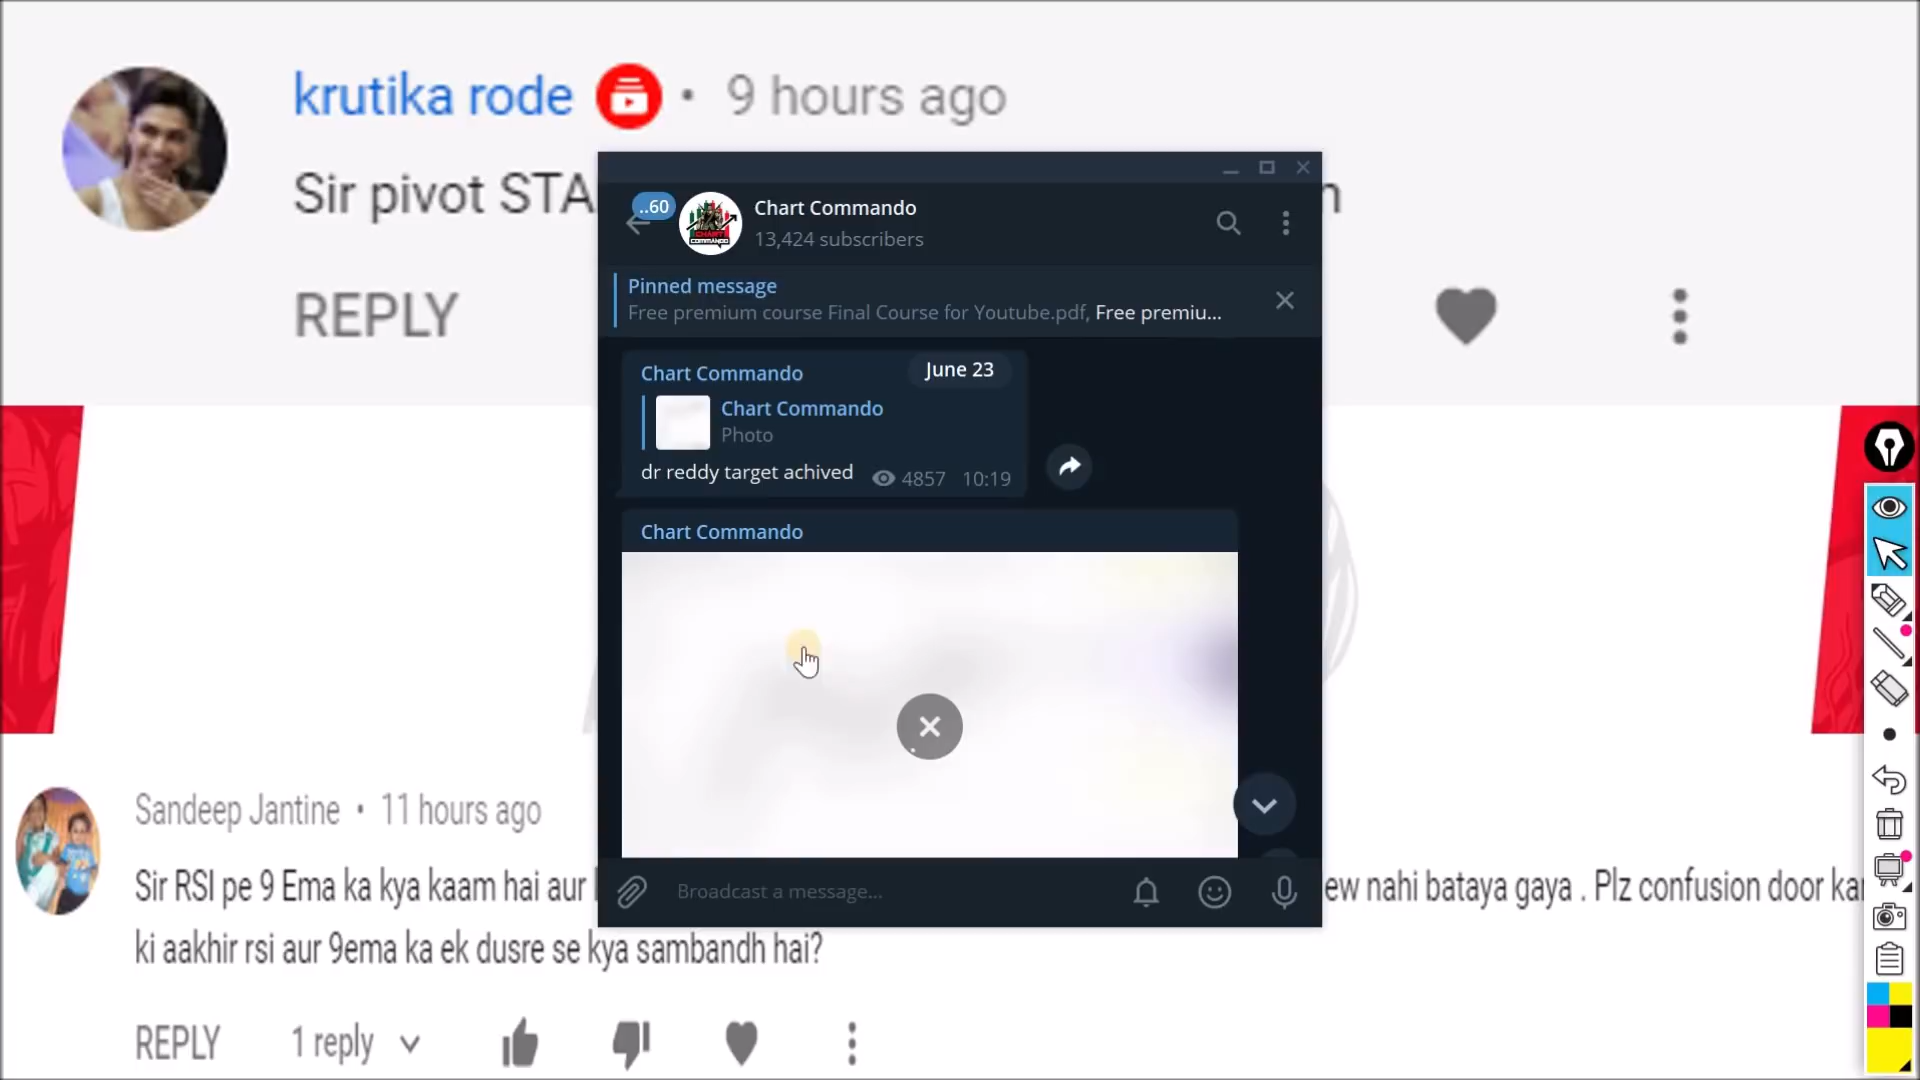 krutika rode • 9 hours ago
Sir pivot STA
REPLY
..60
Chart Commando
13,424 subscribers
Pinned message
Free premium course Final Course for Youtube.pdf, Free premiu...
June 23
Chart Commando
Chart Commando
Photo
dr reddy target achived 4857 10:19
Chart Commando
CHART
COMMANDO
Broadcast a message...
Sandeep Jantine • 11 hours ago
Sir RSI pe 9 Ema ka kya kaam hai aur ew nahi bataya gaya . Plz confusion door kar
ki aakhir rsi aur 9ema ka ek dusre se kya sambandh hai?
REPLY 1 reply